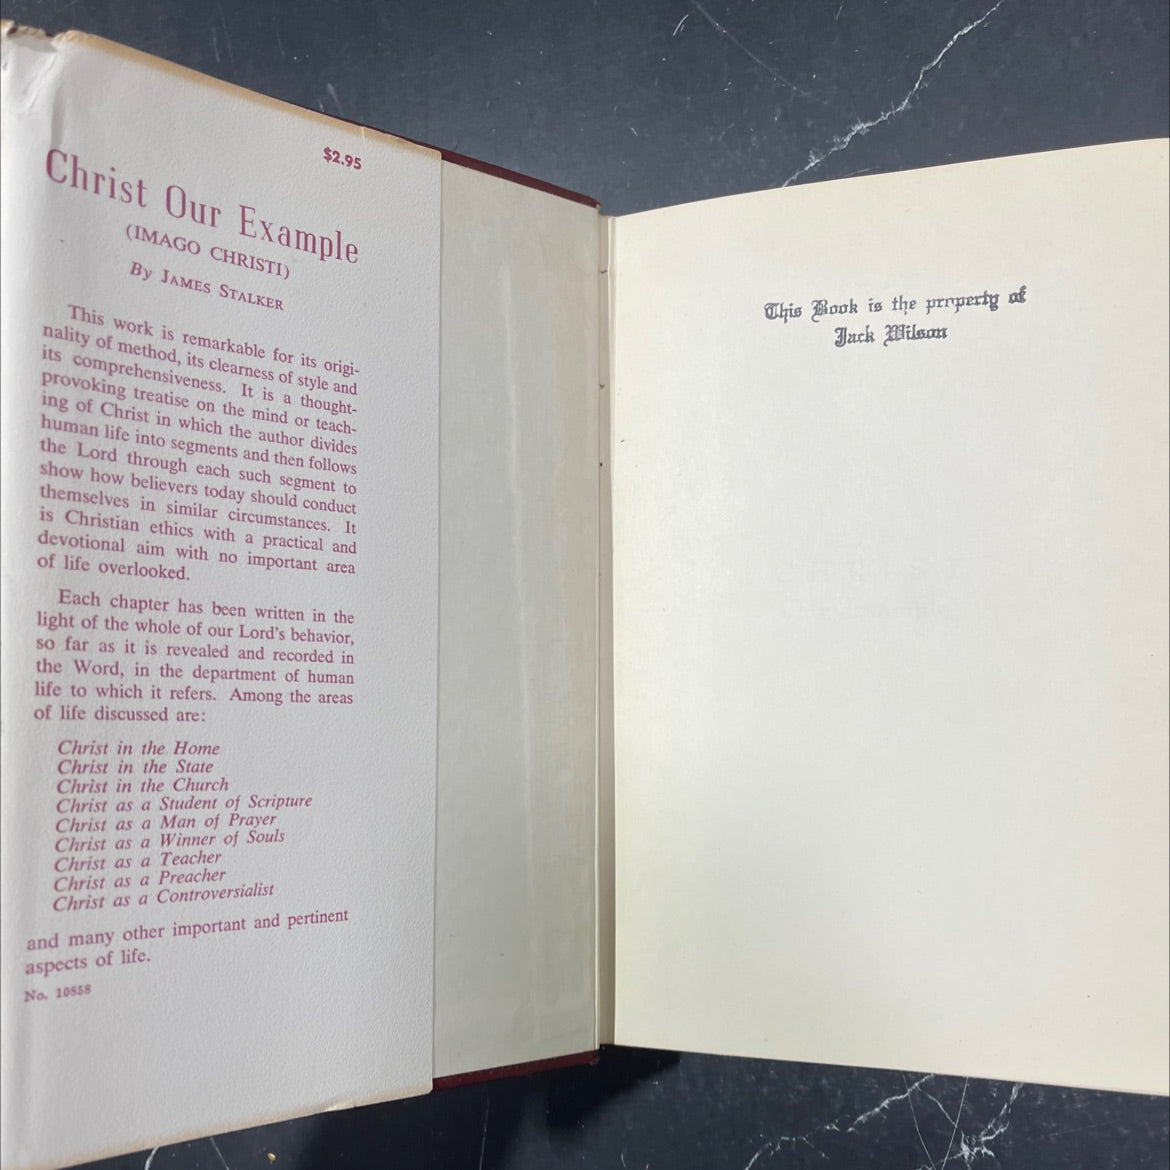 $2.95
Christ Our Example
(IMAGO CHRISTI)
By JAMES STALKER
This work is remarkable for its origi-
nality of method, its clearness of style and
its comprehensiveness. It is a thought-
provoking treatise on the mind or teach-
ing of Christ in which the author divides
human life into segments and then follows
the Lord through each such segment to
show how believers today should conduct
themselves in similar circumstances. It
is Christian ethics with a practical and
devotional aim with no important area
of life overlooked.
Each chapter has been written in the
light of the whole of our Lord's behavior,
so far as it is revealed and recorded in
the Word, in the department of human
life to which it refers. Among the areas
of life discussed are:
Christ in the Home
Christ in the State
Christ in the Church
Christ as a Student of Scripture
Christ as a Man of Prayer
Christ as a Winner of Souls
Christ as a Teacher
Christ as a Preacher
Christ as a Controversialist
and many other important and pertinent
aspects of life.
No. 10858
This Book is the property of
Jack Wilson